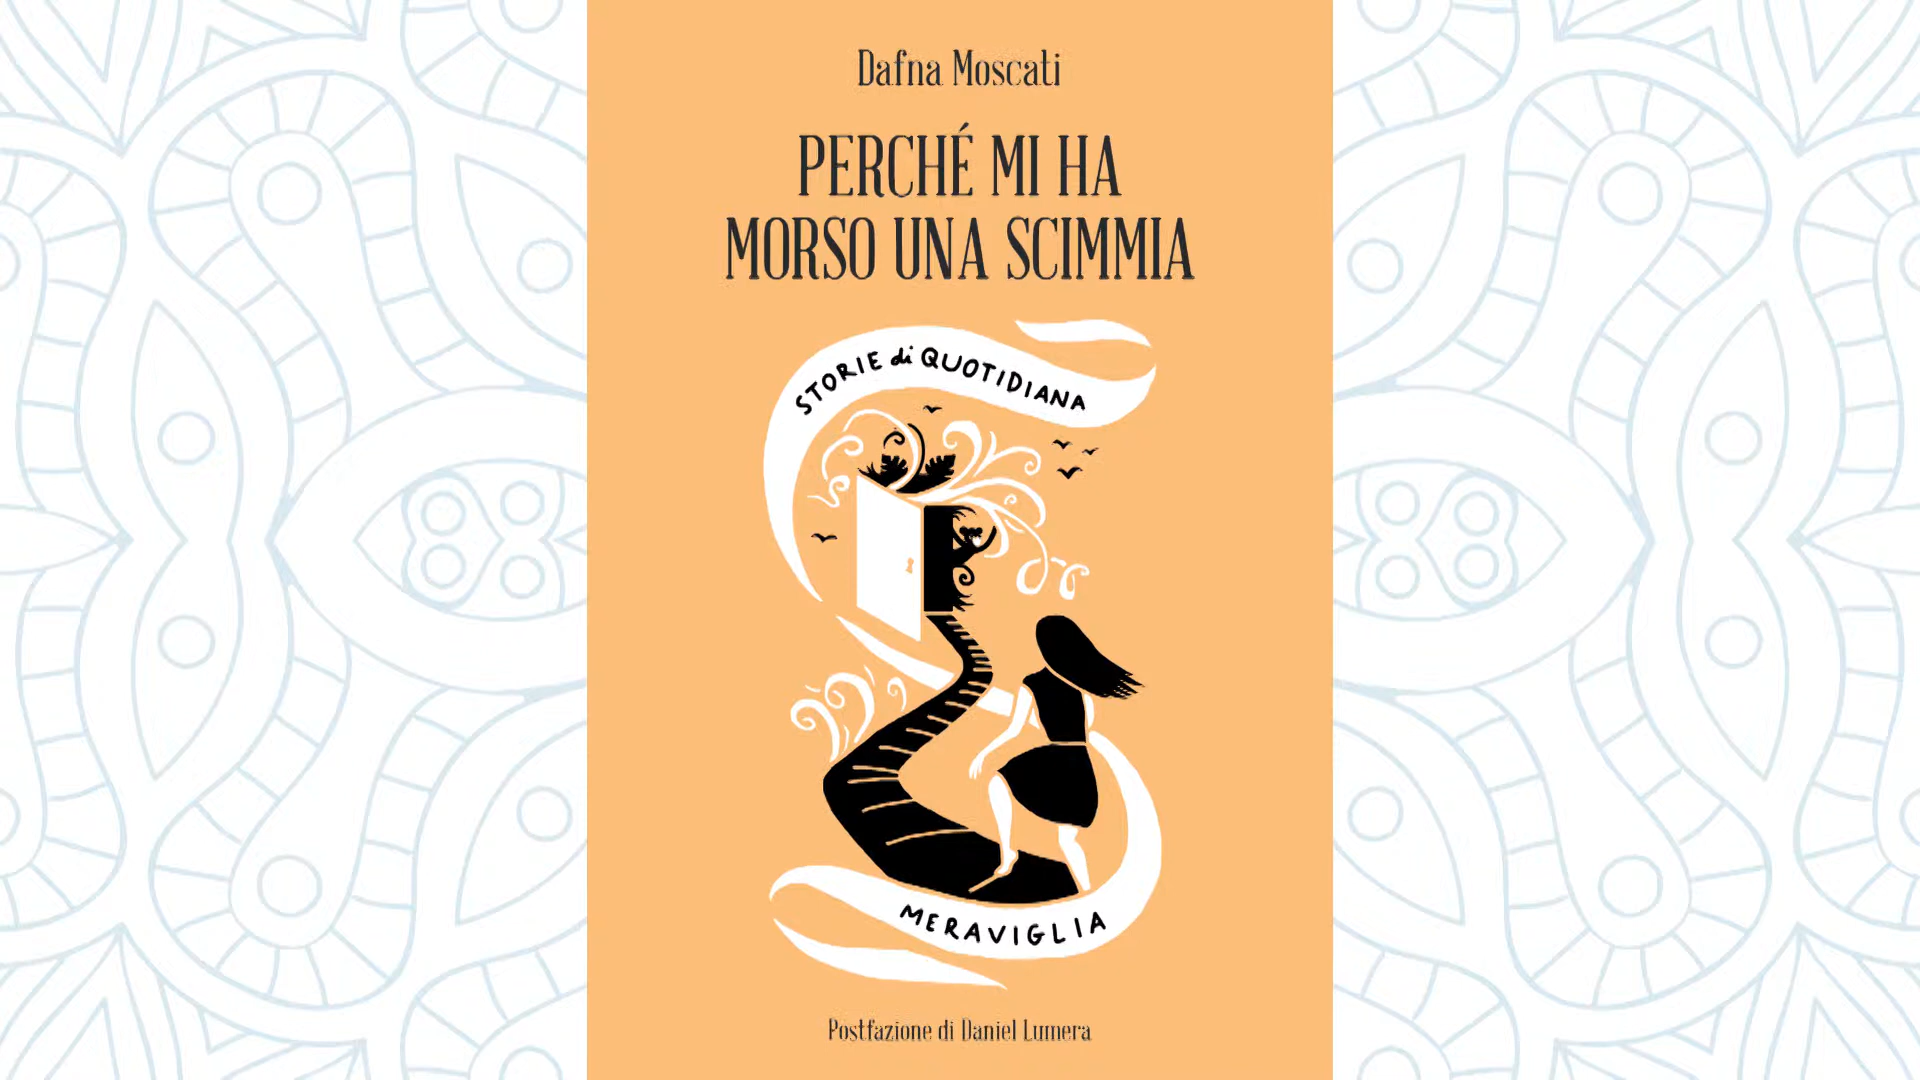 Dafna Moscati
PERCHÉ MI HA
MORSO UNA SCIMMIA
STORIE di QUOTIDIANA
MERAVIGLIA
Postfazione di Daniel Lumera